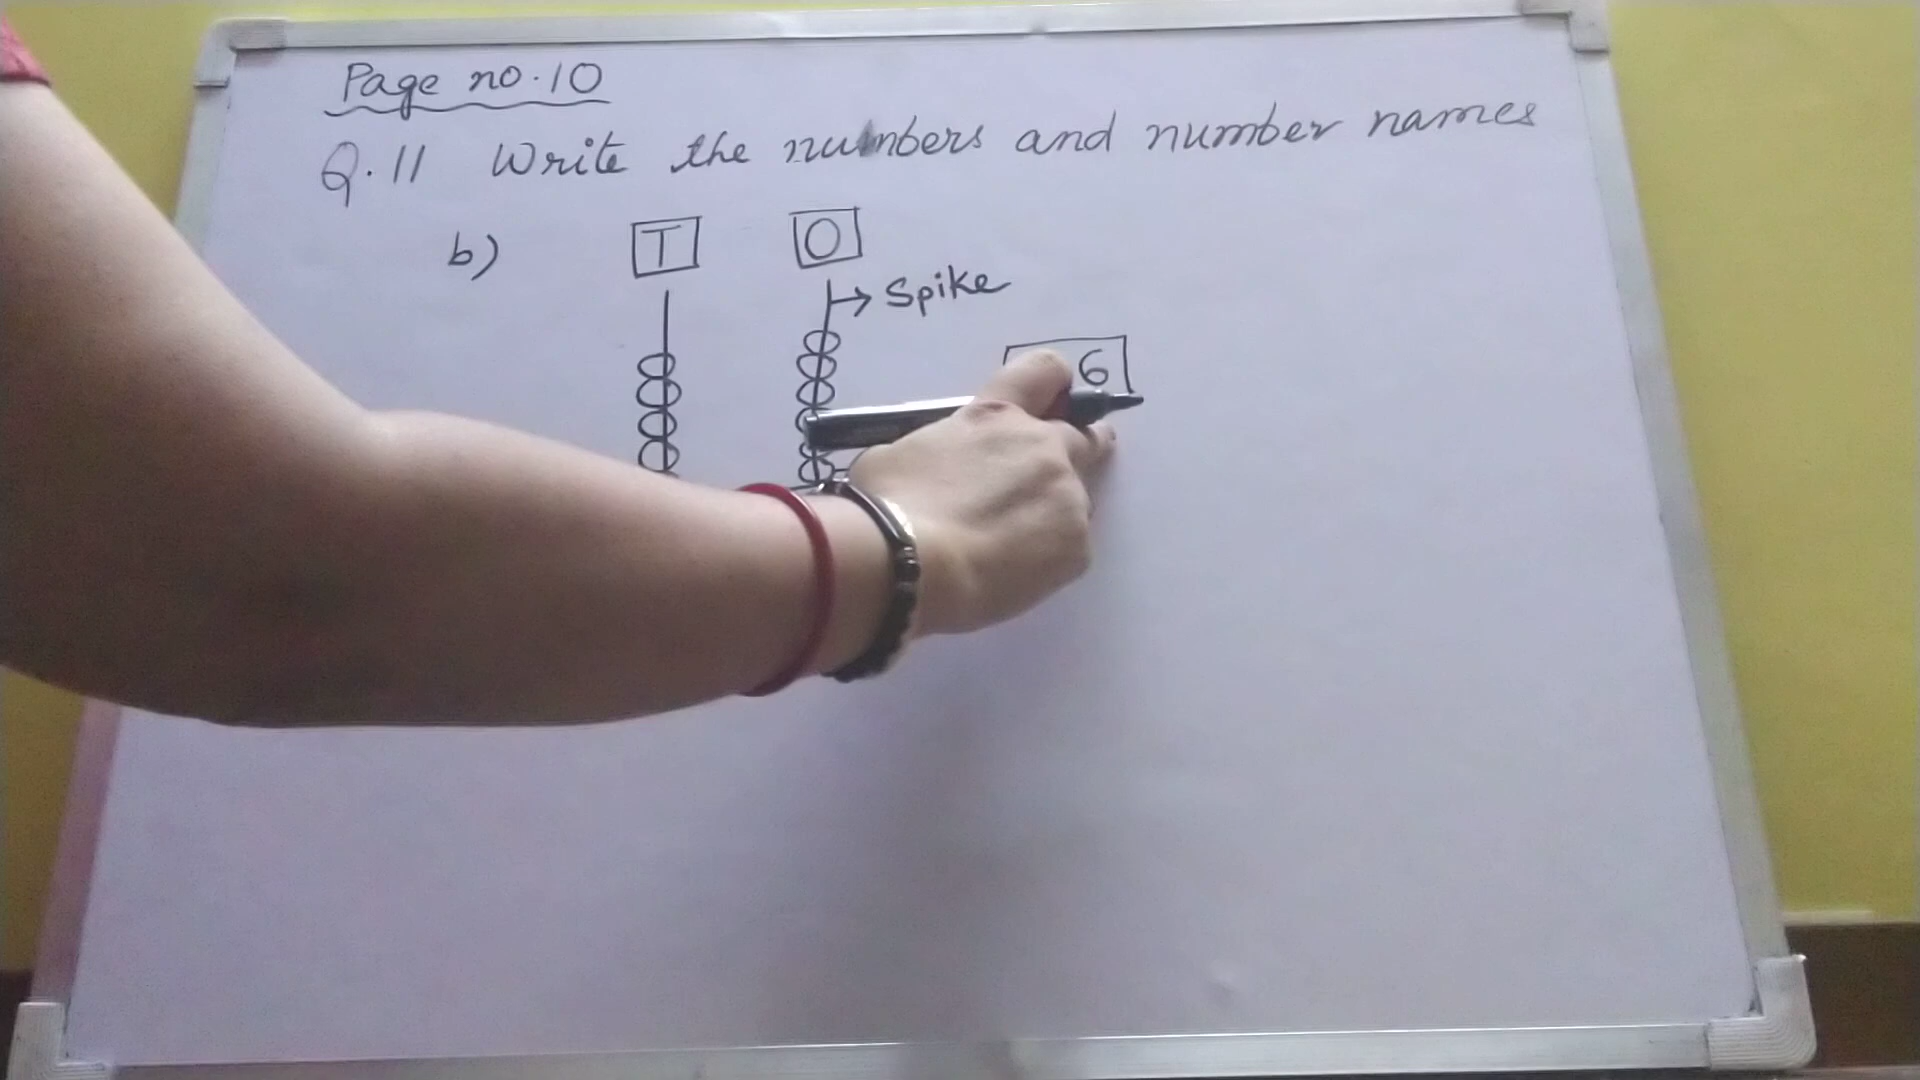 Page no.10
Q.11 Write the numbers and number names
b) T O
Spike
6